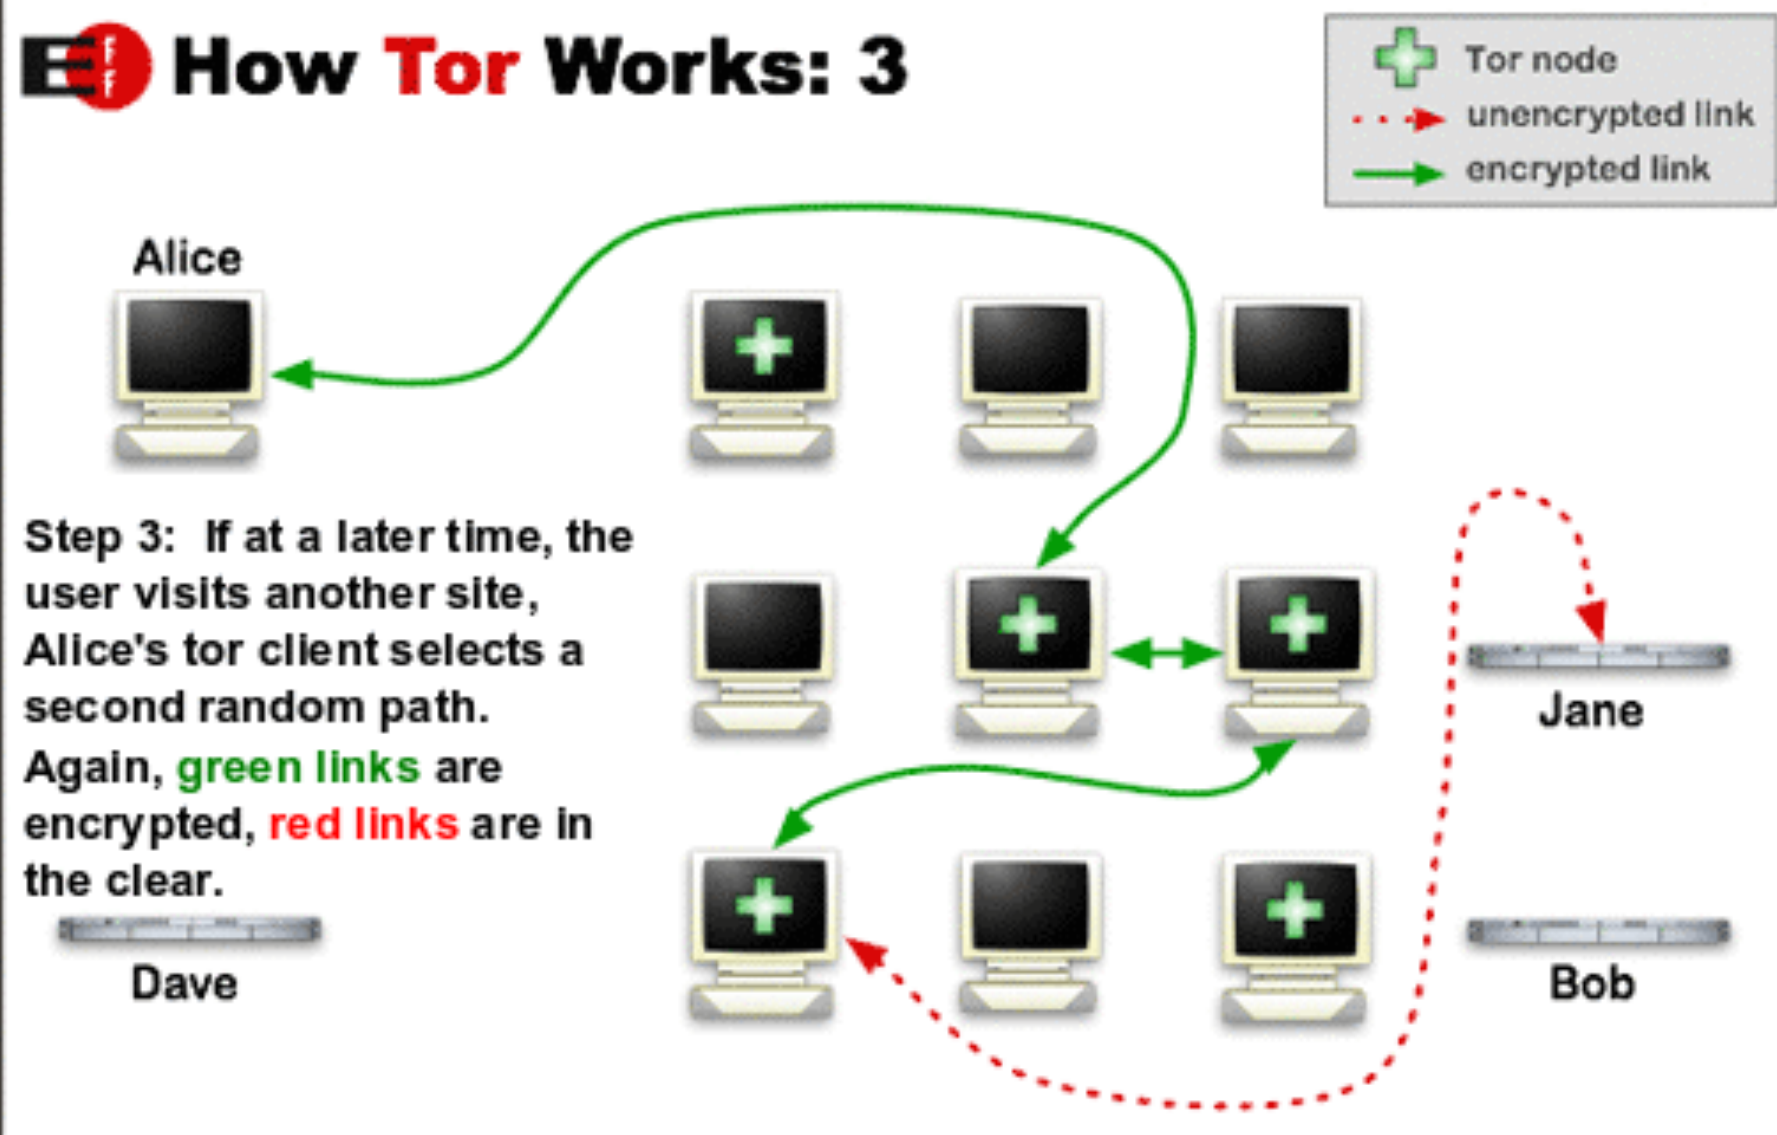 EFF How Tor Works: 3
Tor node
unencrypted link
encrypted link
Alice
Step 3: If at a later time, the
user visits another site,
Alice's tor client selects a
second random path.
Again, green links are
encrypted, red links are in
the clear.
Jane
Dave
Bob